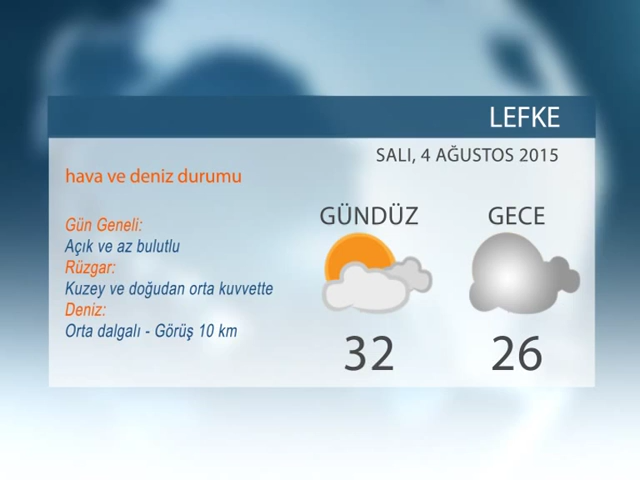 LEFKE
SALI, 4 AĞUSTOS 2015
hava ve deniz durumu
Gün Geneli:
Açık ve az bulutlu
Rüzgar:
Kuzey ve doğudan orta kuvvette
Deniz:
Orta dalgalı - Görüş 10 km
GÜNDÜZ GECE
32 26